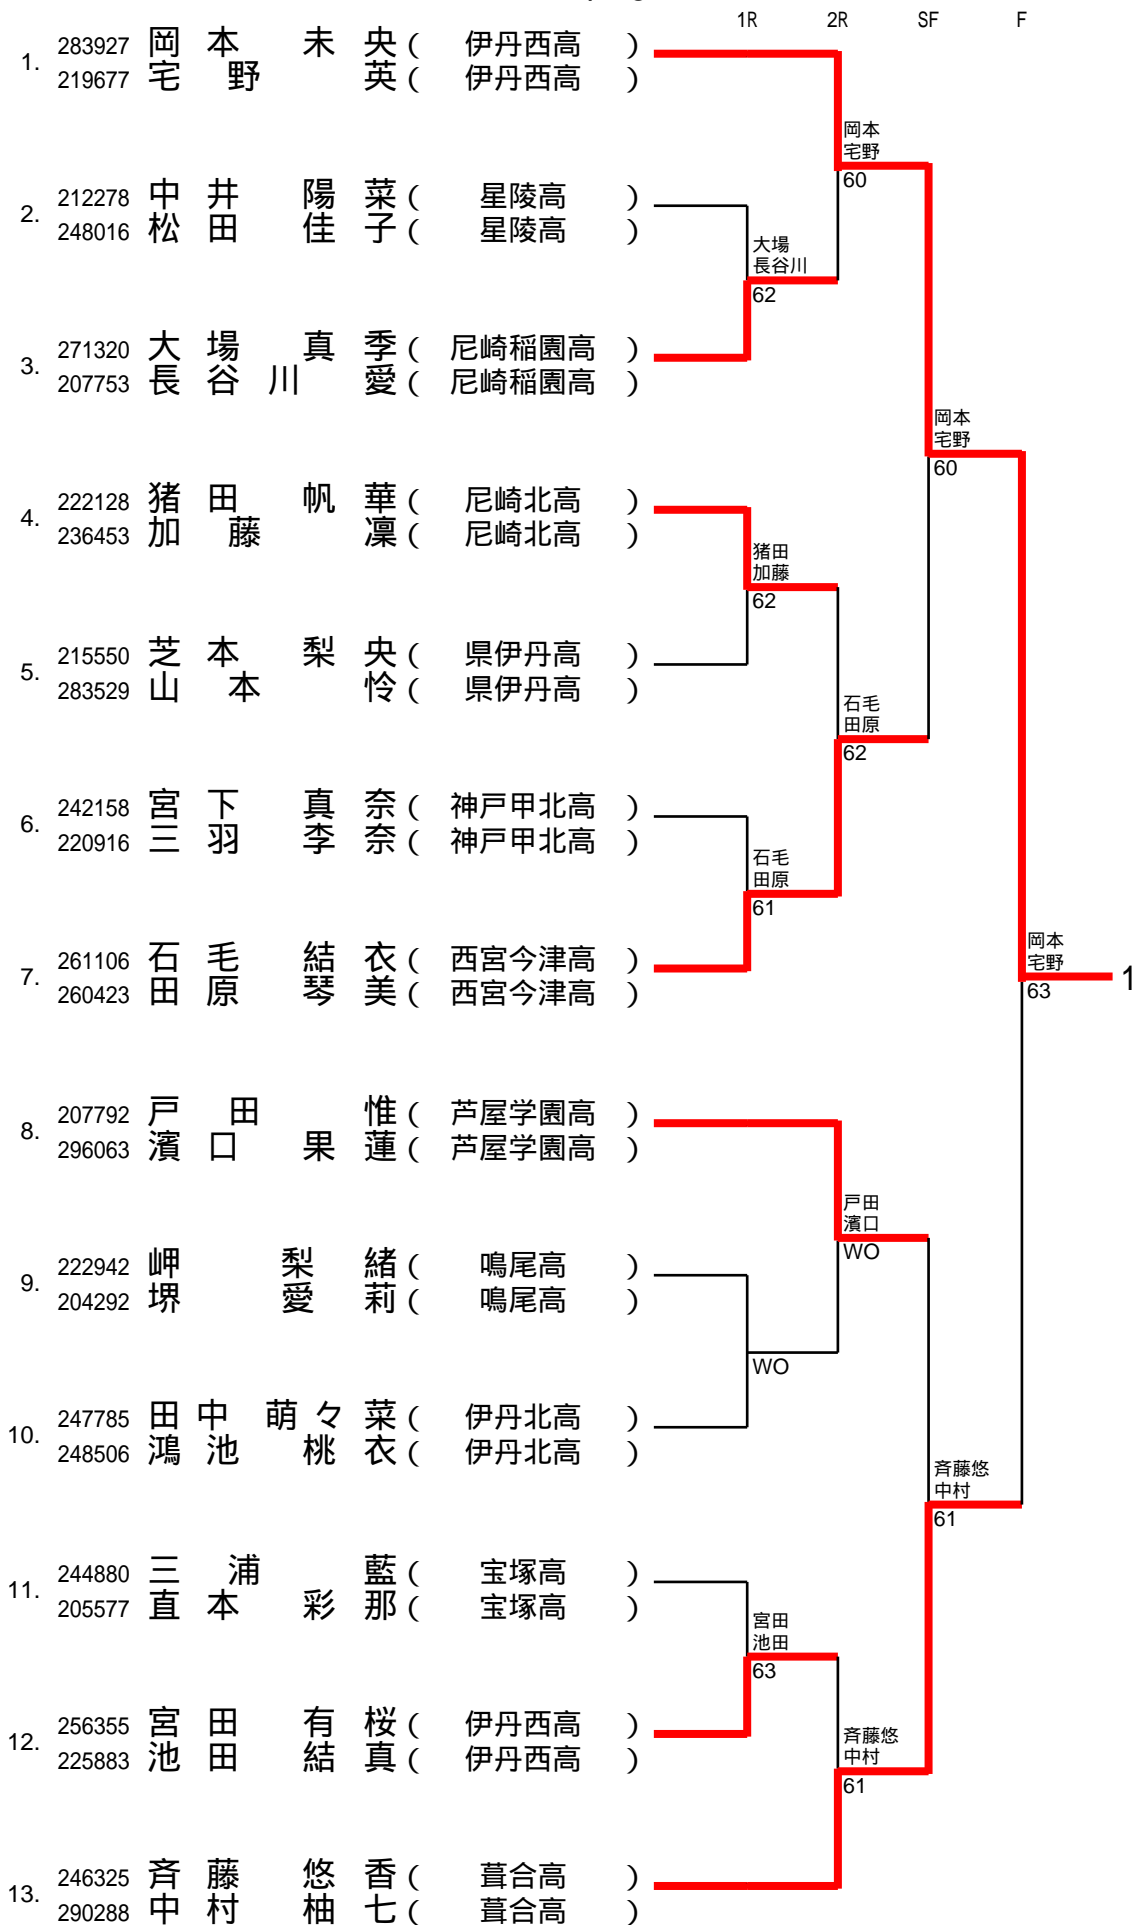 1R 2R SF F
1. 283927 岡本 未央 ( 伊丹西高 )
219677 宅野 英 ( 伊丹西高 )
岡本
宅野
60
2. 212278 中井 陽菜 ( 星陵高 )
248016 松田 佳子 ( 星陵高 )
大場
長谷川
62
3. 271320 大場 真季 ( 尼崎稲園高 )
207753 長谷川 愛 ( 尼崎稲園高 )
岡本
宅野
60
4. 222128 猪田 帆華 ( 尼崎北高 )
236453 加藤 凜 ( 尼崎北高 )
猪田
加藤
62
5. 215550 芝本 梨央 ( 県伊丹高 )
283529 山本 怜 ( 県伊丹高 )
石毛
田原
62
6. 242158 宮下 真奈 ( 神戸甲北高 )
220916 三羽 李奈 ( 神戸甲北高 )
石毛
田原
61
7. 261106 石毛 結衣 ( 西宮今津高 )
260423 田原 琴美 ( 西宮今津高 )
岡本
宅野
63
1
8. 207792 戸田 惟 ( 芦屋学園高 )
296063 濱口 果蓮 ( 芦屋学園高 )
戸田
濱口
WO
9. 222942 岬 梨緒 ( 鳴尾高 )
204292 堺 愛莉 ( 鳴尾高 )
WO
10. 247785 田中 萌々菜 ( 伊丹北高 )
248506 鴻池 桃衣 ( 伊丹北高 )
斉藤悠
中村
61
11. 244880 三浦 藍 ( 宝塚高 )
205577 直本 彩那 ( 宝塚高 )
宮田
池田
63
12. 256355 宮田 有桜 ( 伊丹西高 )
225883 池田 結真 ( 伊丹西高 )
斉藤悠
中村
61
13. 246325 斉藤 悠香 ( 葺合高 )
290288 中村 柚七 ( 葺合高 )